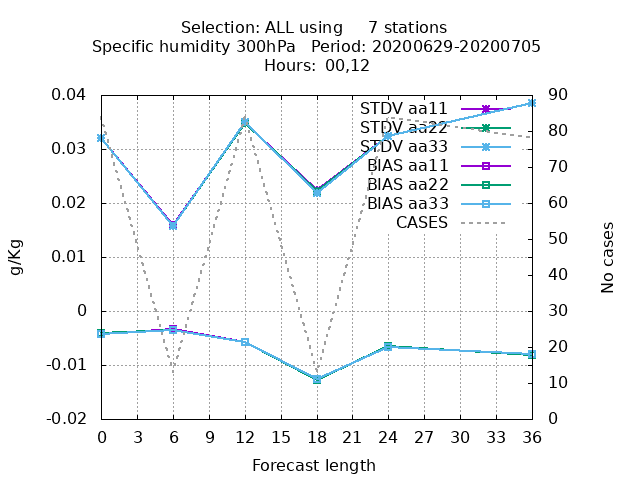 Selection: ALL using 7 stations
Specific humidity 300hPa Period: 20200629-20200705
Hours: 00,12
0.04
0.03
0.02
0.01
0
-0.01
-0.02
g/Kg
90
80
70
60
50
40
30
20
10
0
No cases
STDV aa11
STDV aa22
STDV aa33
BIAS aa11
BIAS aa22
BIAS aa33
CASES
0 3 6 9 12 15 18 21 24 27 30 33 36
Forecast length